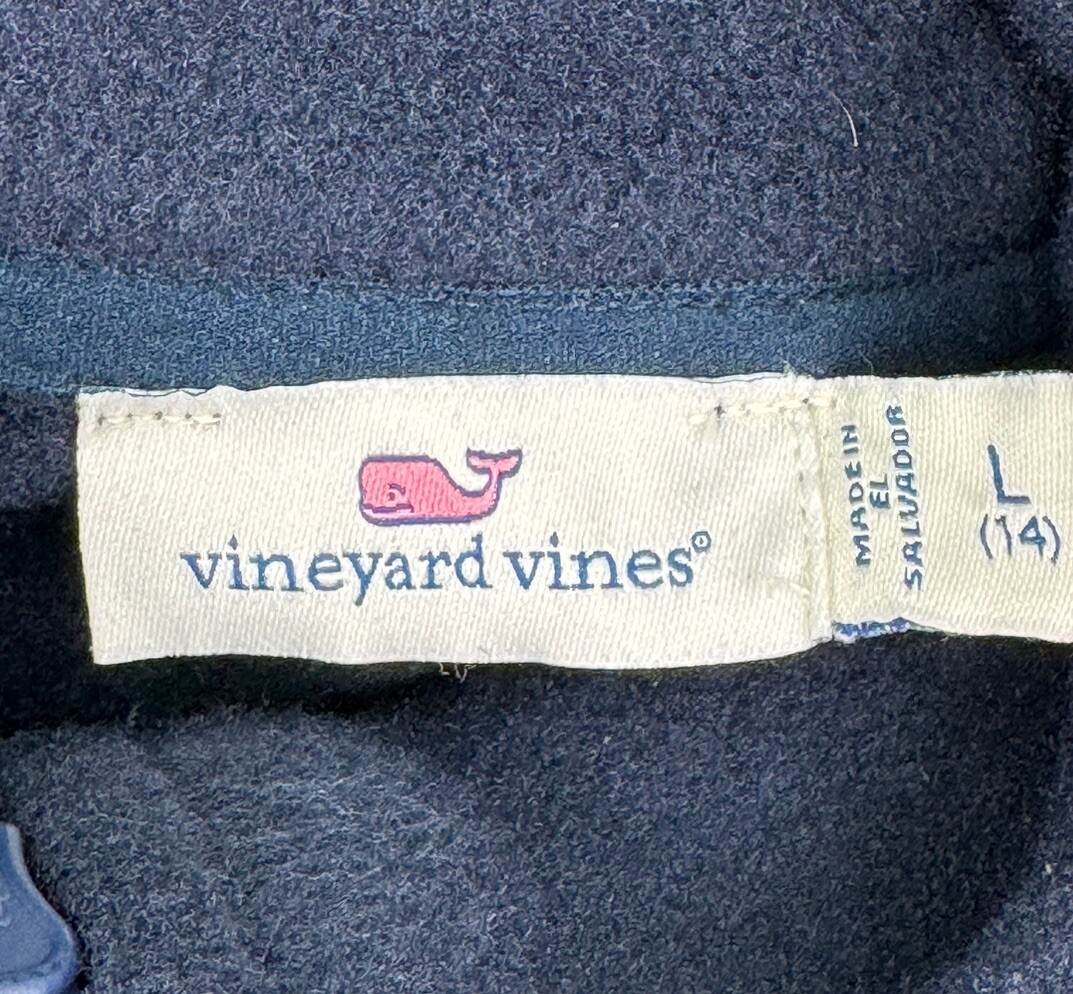 vineyard vines®
MADE IN
EL
SALVADOR
L
(14)